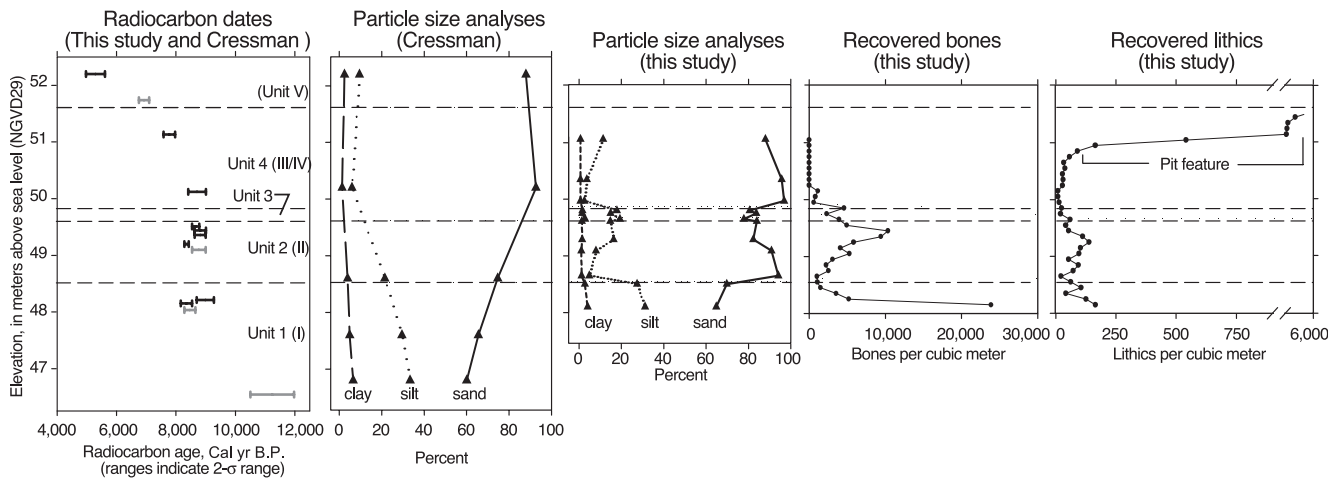 Radiocarbon dates
(This study and Cressman )
Particle size analyses
(Cressman)
Particle size analyses
(this study)
Recovered bones
(this study)
Recovered lithics
(this study)
Elevation, in meters above sea level (NGVD29)
52
51
50
49
48
47
(Unit V)
Unit 4 (III/IV)
Unit 3
Unit 2 (II)
Unit 1 (I)
4,000 6,000 8,000 10,000 12,000
Radiocarbon age, Cal yr B.P.
(ranges indicate 2-σ range)
clay silt sand
0 20 40 60 80 100
Percent
clay silt sand
0 20 40 60 80 100
Percent
0 10,000 20,000 30,000
Bones per cubic meter
Pit feature
0 250 500 750 6,000
Lithics per cubic meter